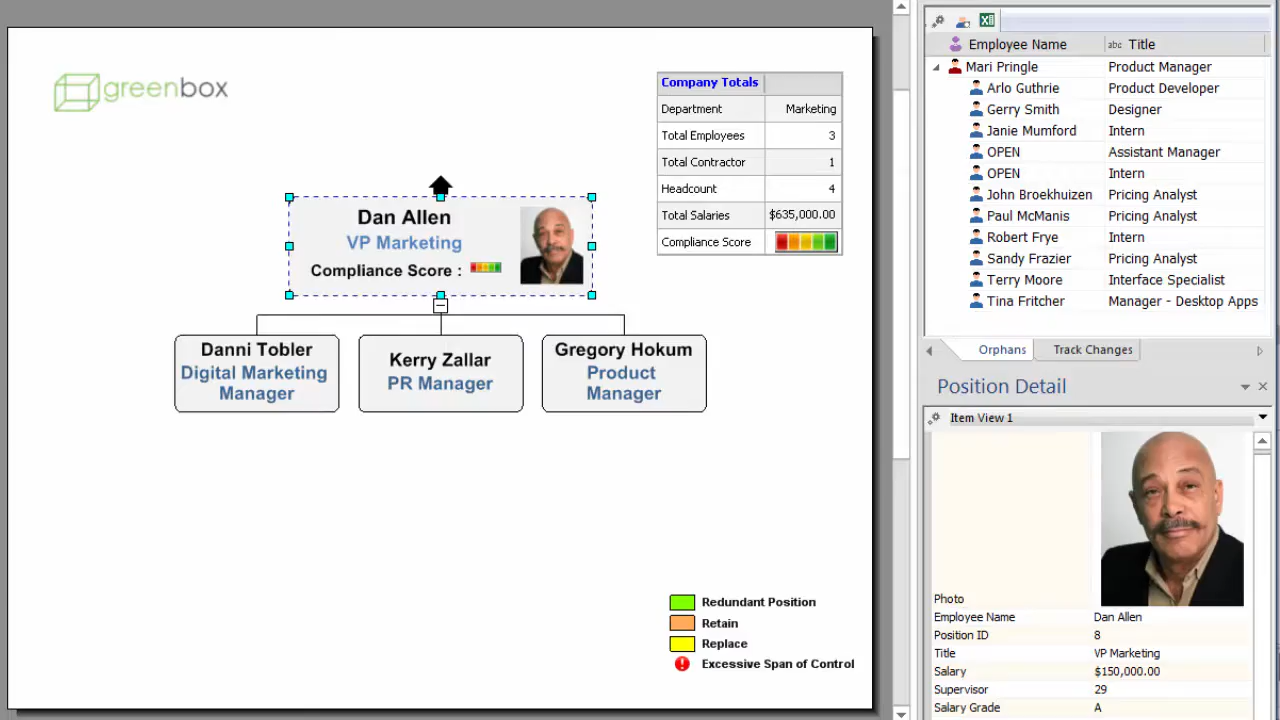 greenbox
Company Totals
Department Marketing
Total Employees 3
Total Contractor 1
Headcount 4
Total Salaries $635,000.00
Compliance Score
Dan Allen
VP Marketing
Compliance Score :
Danni Tobler
Digital Marketing
Manager
Kerry Zallar
PR Manager
Gregory Hokum
Product
Manager
Redundant Position
Retain
Replace
! Excessive Span of Control
Employee Name abc Title
Mari Pringle Product Manager
Arlo Guthrie Product Developer
Gerry Smith Designer
Janie Mumford Intern
OPEN Assistant Manager
OPEN Intern
John Broekhuizen Pricing Analyst
Paul McManis Pricing Analyst
Robert Frye Intern
Sandy Frazier Pricing Analyst
Terry Moore Interface Specialist
Tina Fritcher Manager - Desktop Apps
Orphans Track Changes
Position Detail
Item View 1
Photo
Employee Name Dan Allen
Position ID 8
Title VP Marketing
Salary $150,000.00
Supervisor 29
Salary Grade A